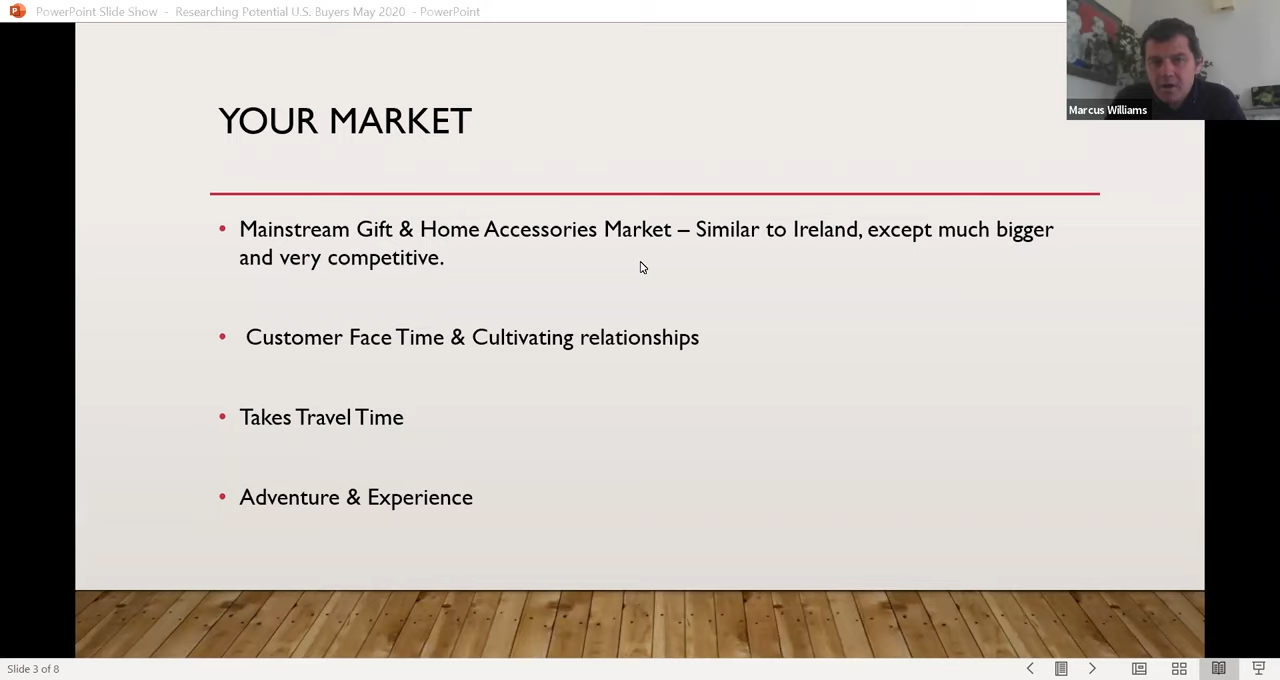 PowerPoint Slide Show - Researching Potential U.S. Buyers May 2020 - PowerPoint
Marcus Williams
YOUR MARKET
• Mainstream Gift & Home Accessories Market – Similar to Ireland, except much bigger
and very competitive.
• Customer Face Time & Cultivating relationships
• Takes Travel Time
• Adventure & Experience
Slide 3 of 8